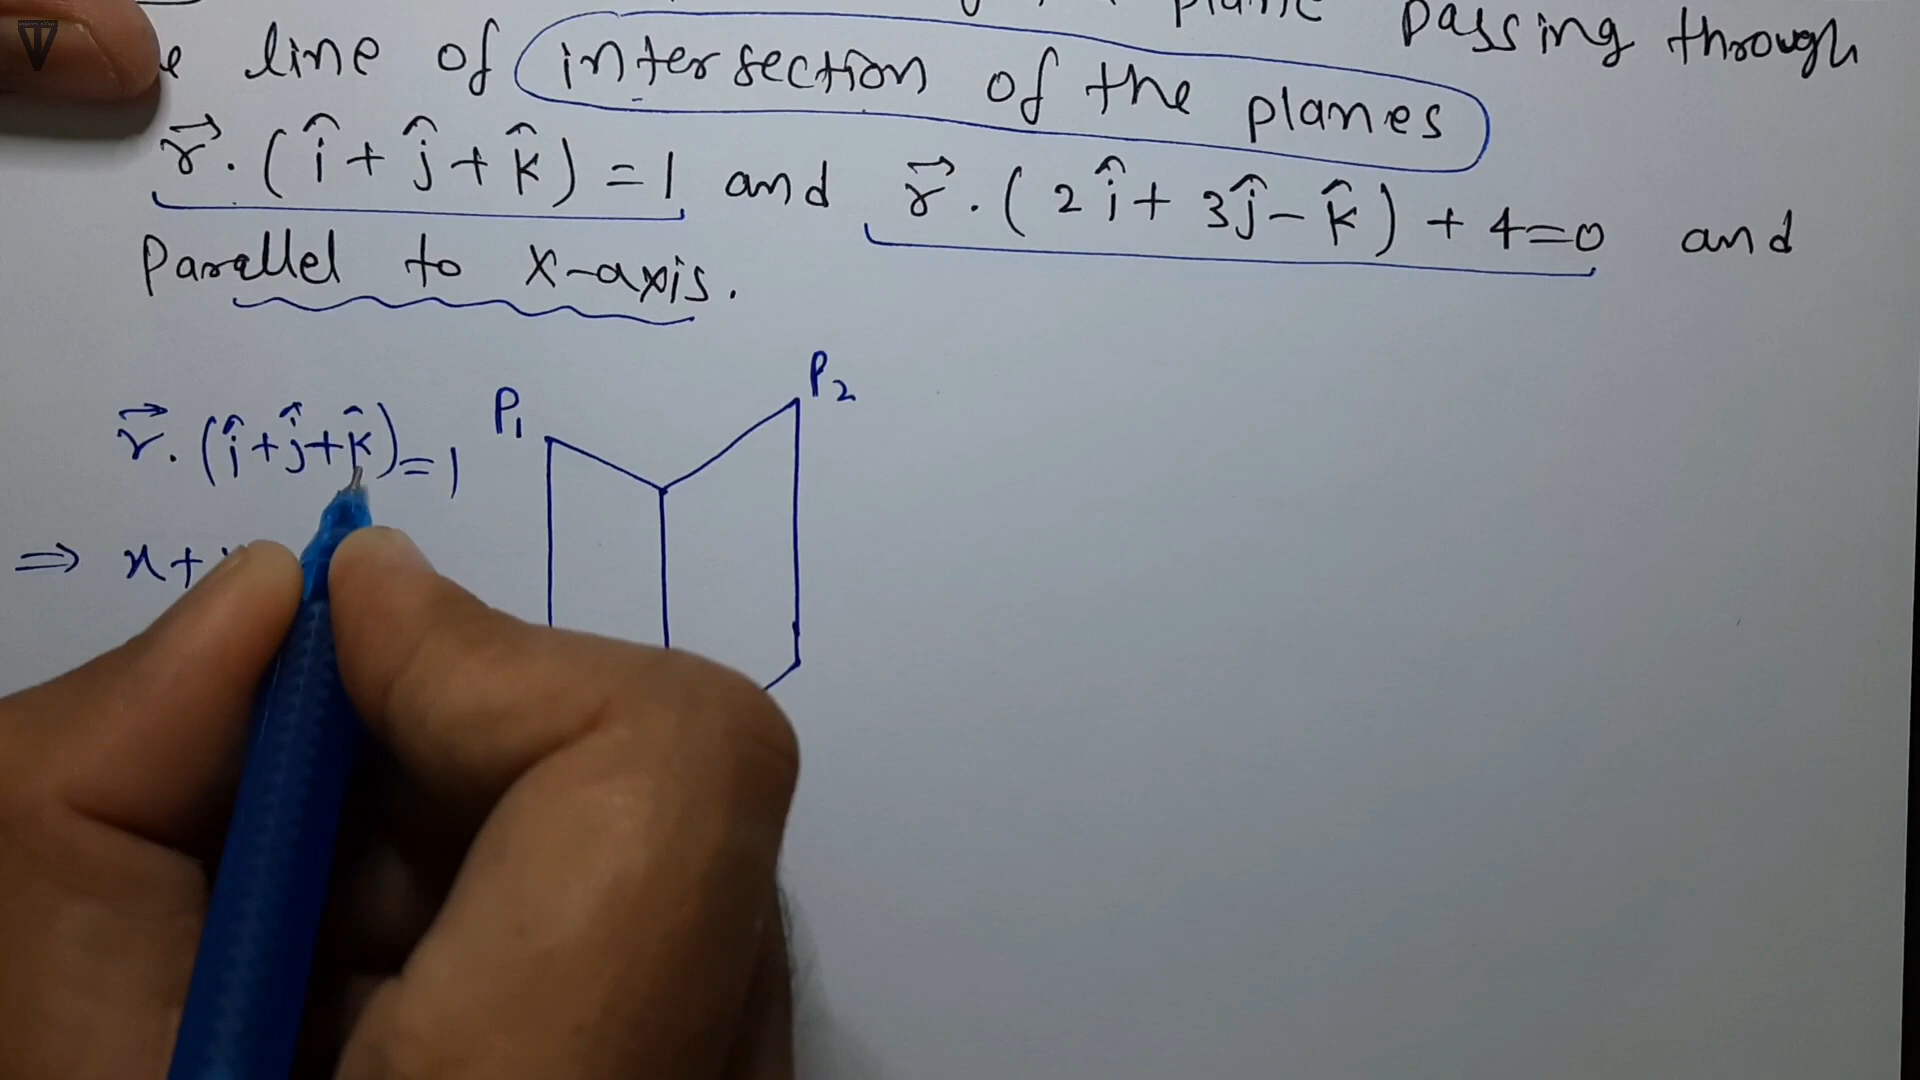 plane passing through
line of intersection of the planes
r⃗.(î+ĵ+k̂)=1 and r⃗.(2î+3ĵ-k̂)+4=0 and
Parallel to x-axis.
P₂
P₁
r⃗.(î+ĵ+k̂)=1
⇒ x+